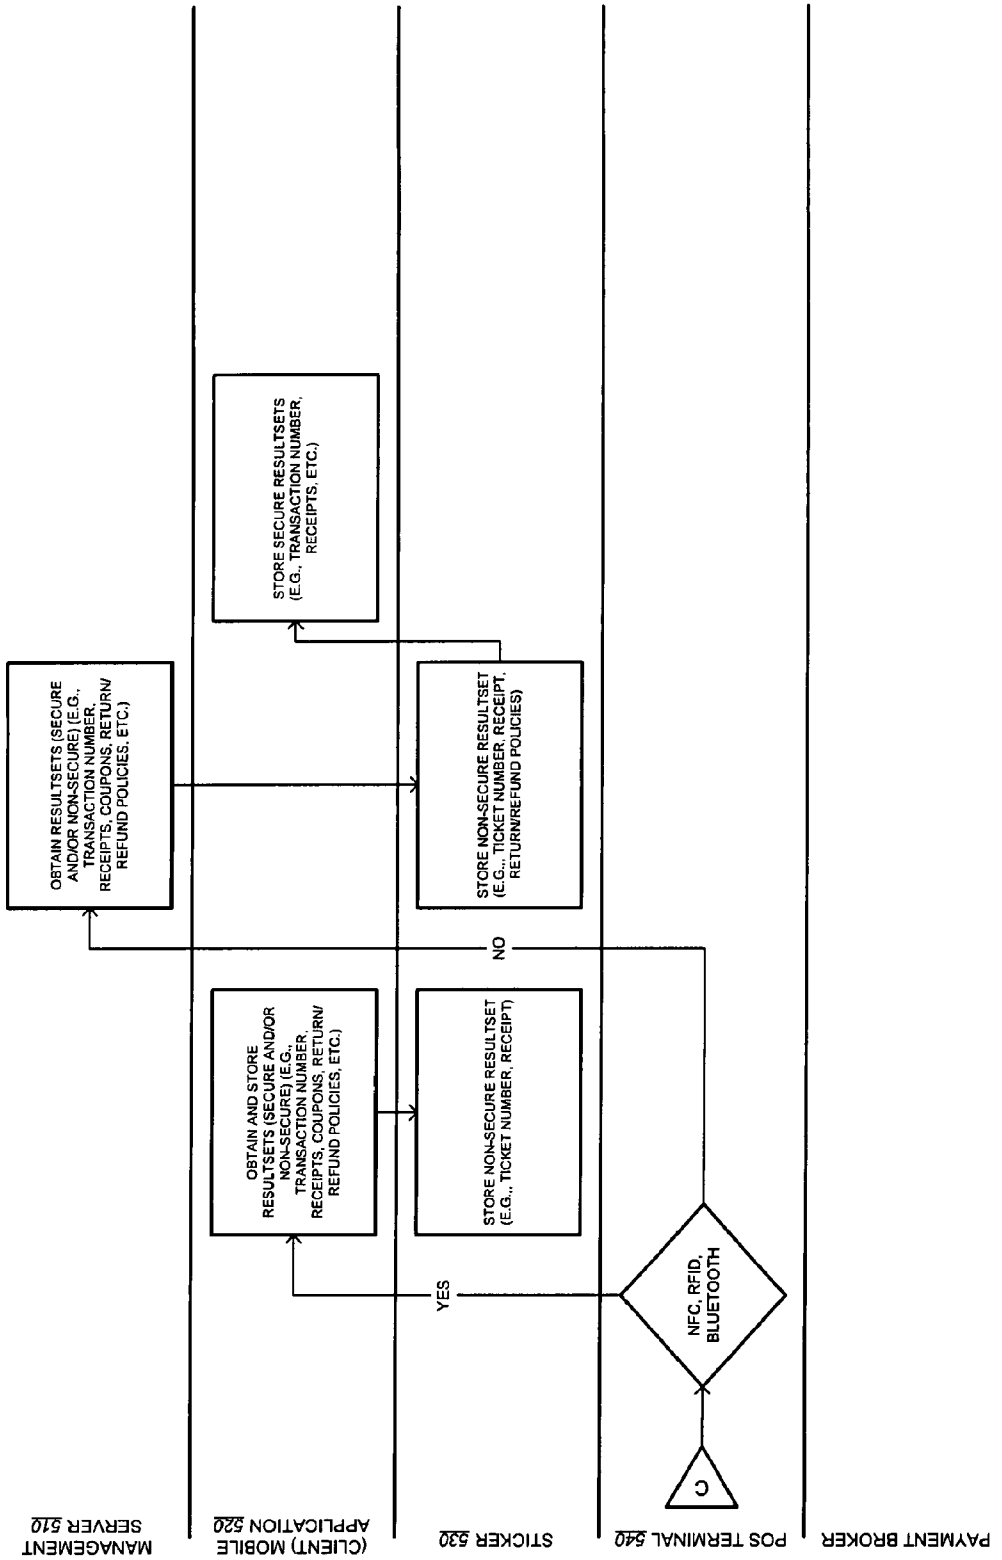 MANAGEMENT
SERVER 510
(CLIENT) MOBILE
APPLICATION 520
STICKER 530
POS TERMINAL 540
PAYMENT BROKER
C
NFC, RFID,
BLUETOOTH
YES
NO
OBTAIN AND STORE
RESULTSETS (SECURE AND/OR
NON-SECURE) (E.G.,
TRANSACTION NUMBER,
RECEIPTS, COUPONS, RETURN/
REFUND POLICIES, ETC.)
STORE NON-SECURE RESULTSET
(E.G.,, TICKET NUMBER, RECEIPT)
OBTAIN RESULTSETS (SECURE
AND/OR NON-SECURE) (E.G.,
TRANSACTION NUMBER,
RECEIPTS, COUPONS, RETURN/
REFUND POLICIES, ETC.)
STORE NON-SECURE RESULTSET
(E.G.,, TICKET NUMBER, RECEIPT,
RETURN/REFUND POLICIES)
STORE SECURE RESULTSETS
(E.G., TRANSACTION NUMBER,
RECEIPTS, ETC.)